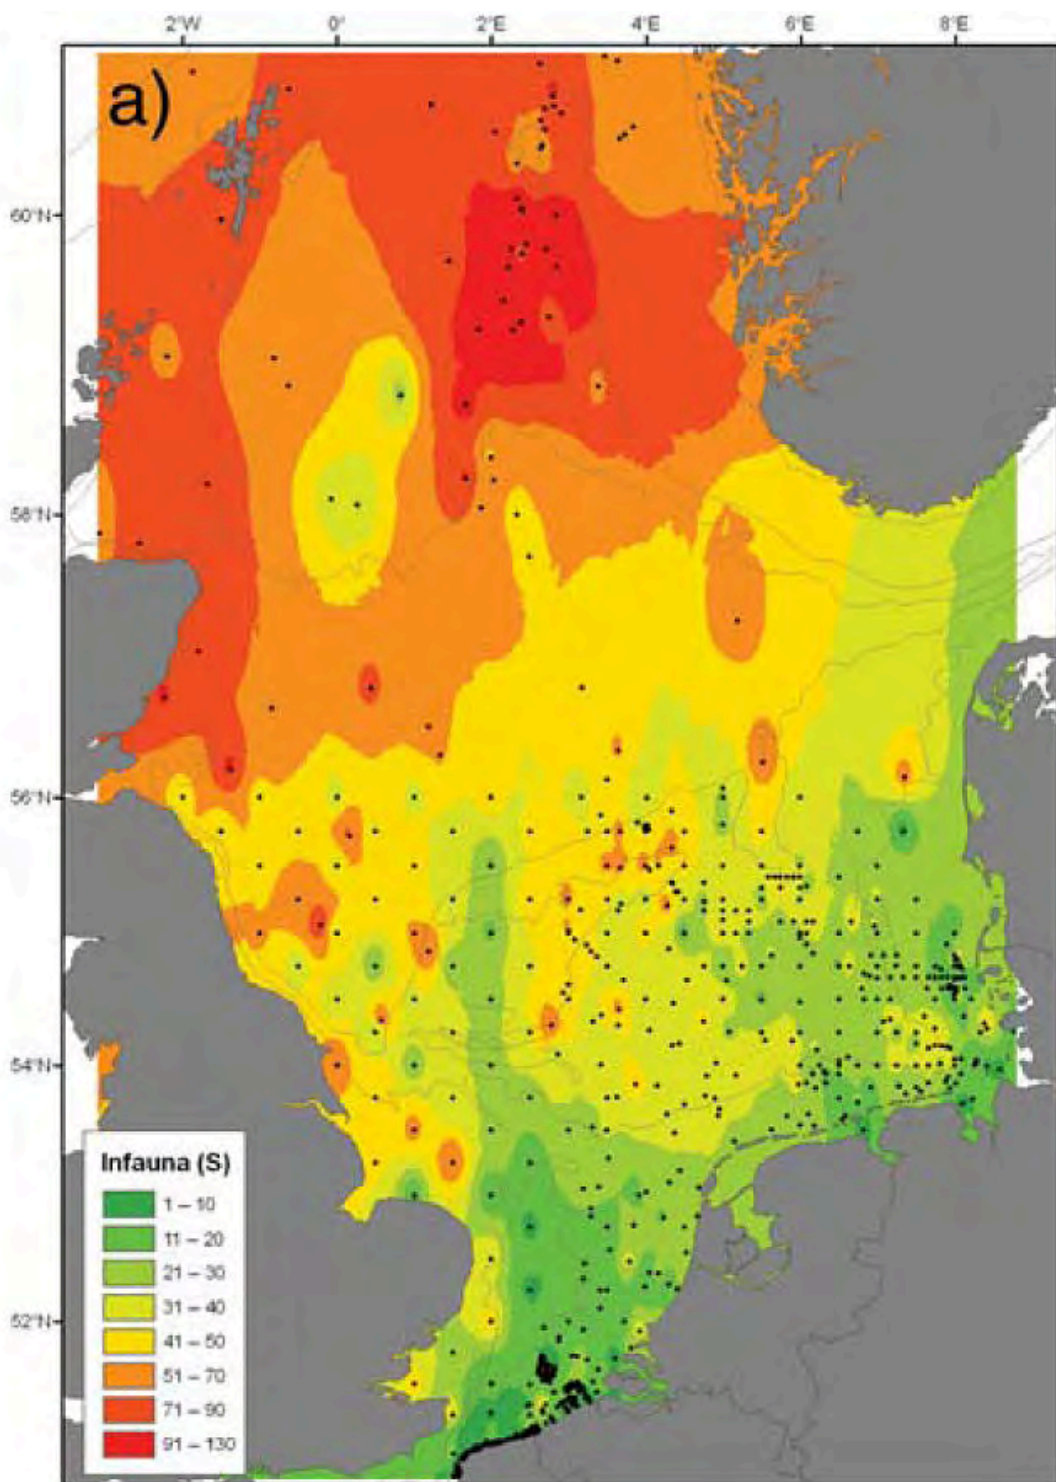 2°W 0° 2°E 4°E 6°E 8°E
a)
60°N
58°N
56°N
54°N
52°N
Infauna (S)
1 – 10
11 – 20
21 – 30
31 – 40
41 – 50
51 – 70
71 – 90
91 – 130